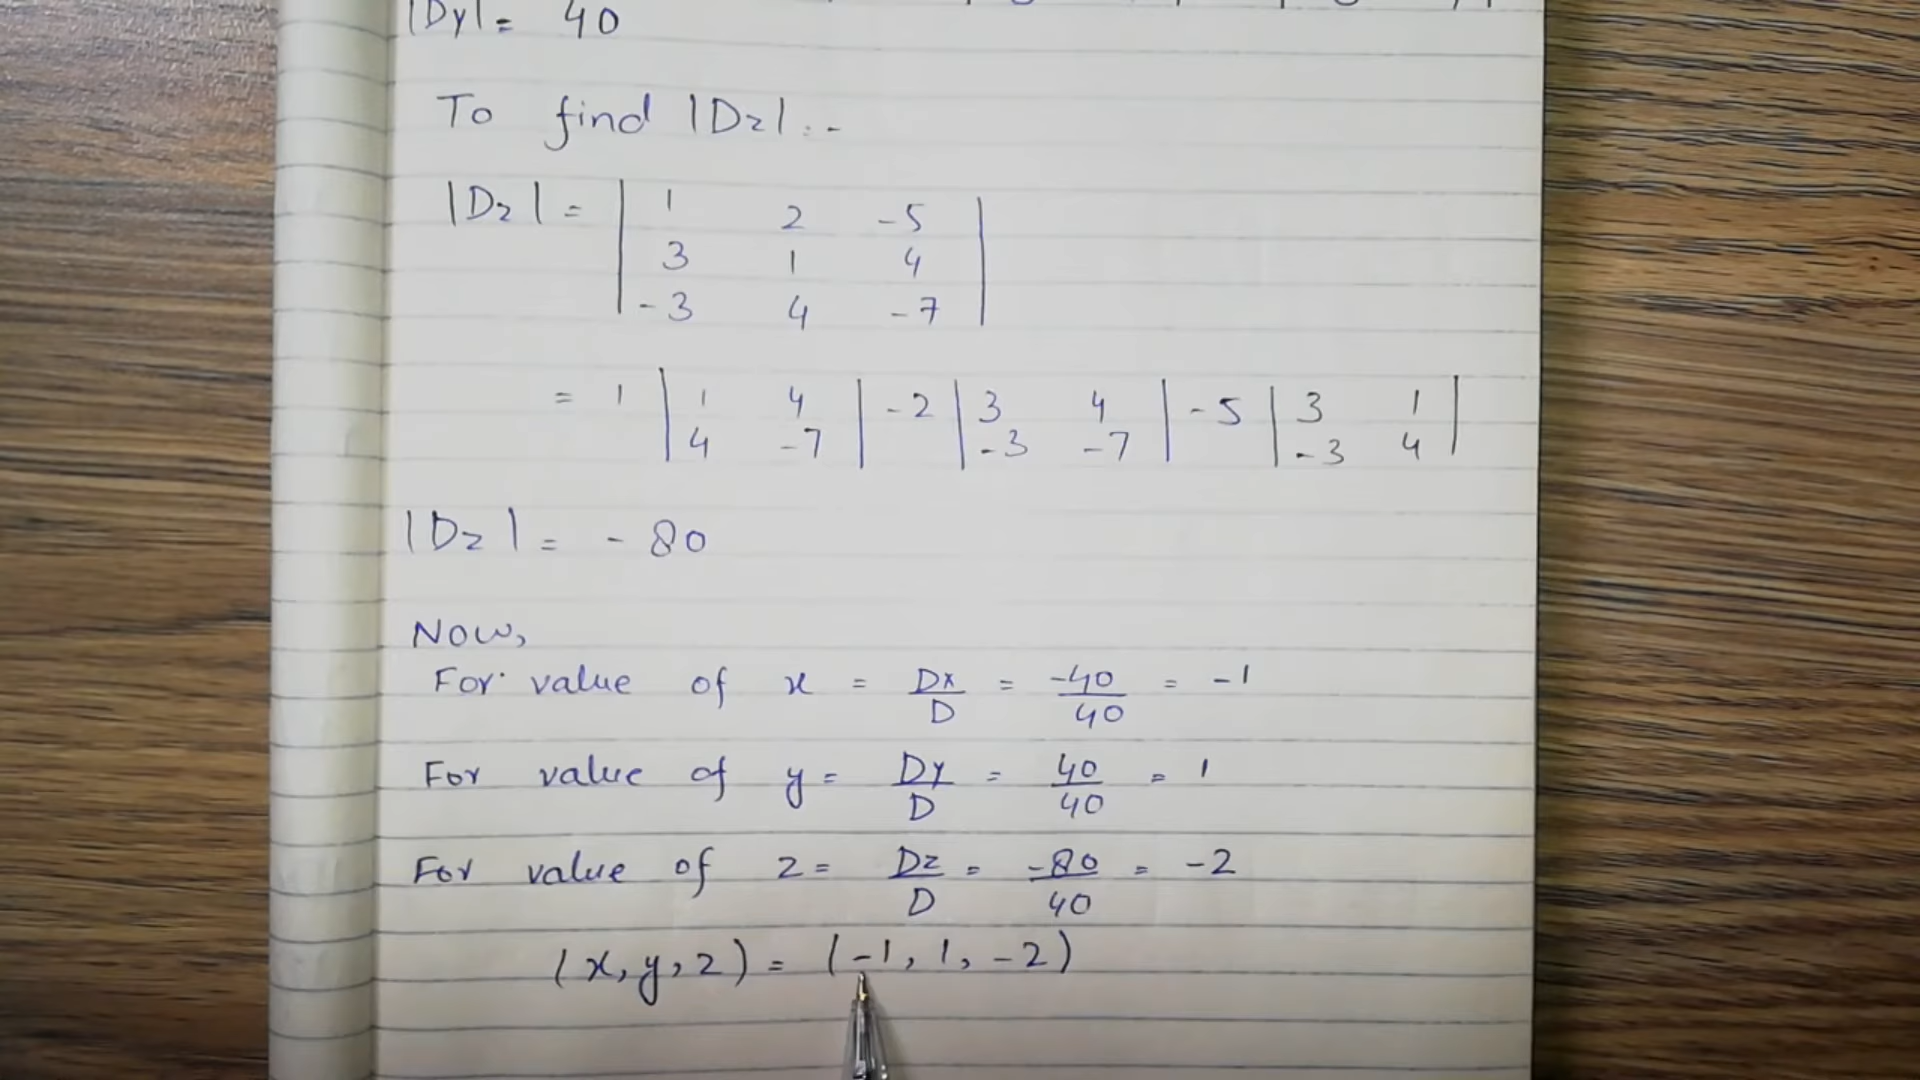 |Dy| = 40
To find |Dz| :-
|Dz| = | 1 2 -5 |
| 3 1 4 |
| -3 4 -7 |
= 1 | 1 4 | -2 | 3 4 | -5 | 3 1 |
| 4 -7 | | -3 -7 | | -3 4 |
|Dz| = - 80
Now,
For value of x = Dx/D = -40/40 = -1
For value of y = Dy/D = 40/40 = 1
For value of z = Dz/D = -80/40 = -2
(x, y, z) = (-1, 1, -2)